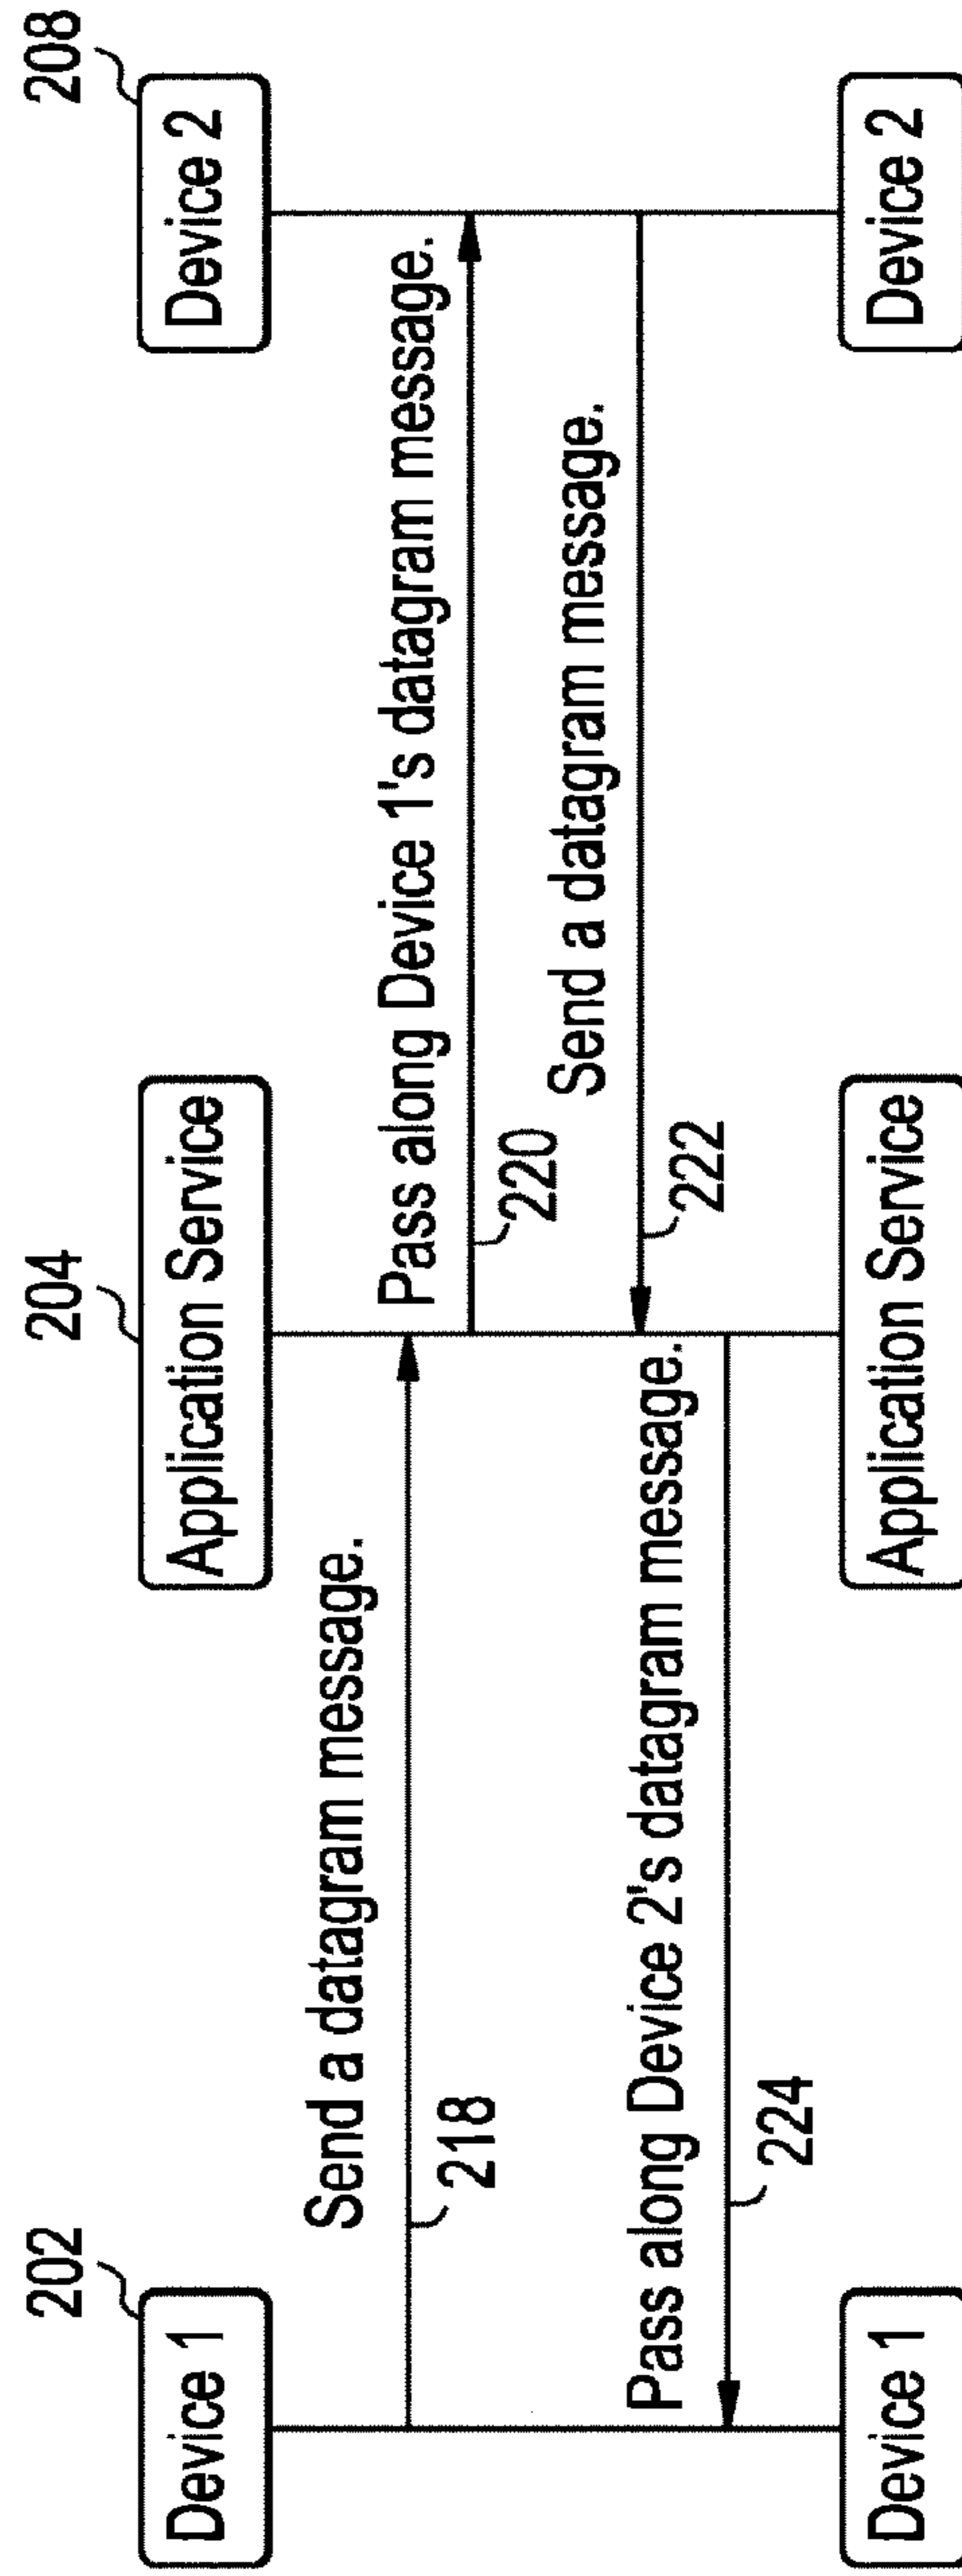 202
204
208
Device 1
Application Service
Device 2
Send a datagram message.
218
Pass along Device 1's datagram message.
220
Send a datagram message.
222
Pass along Device 2's datagram message.
224
Device 1
Application Service
Device 2